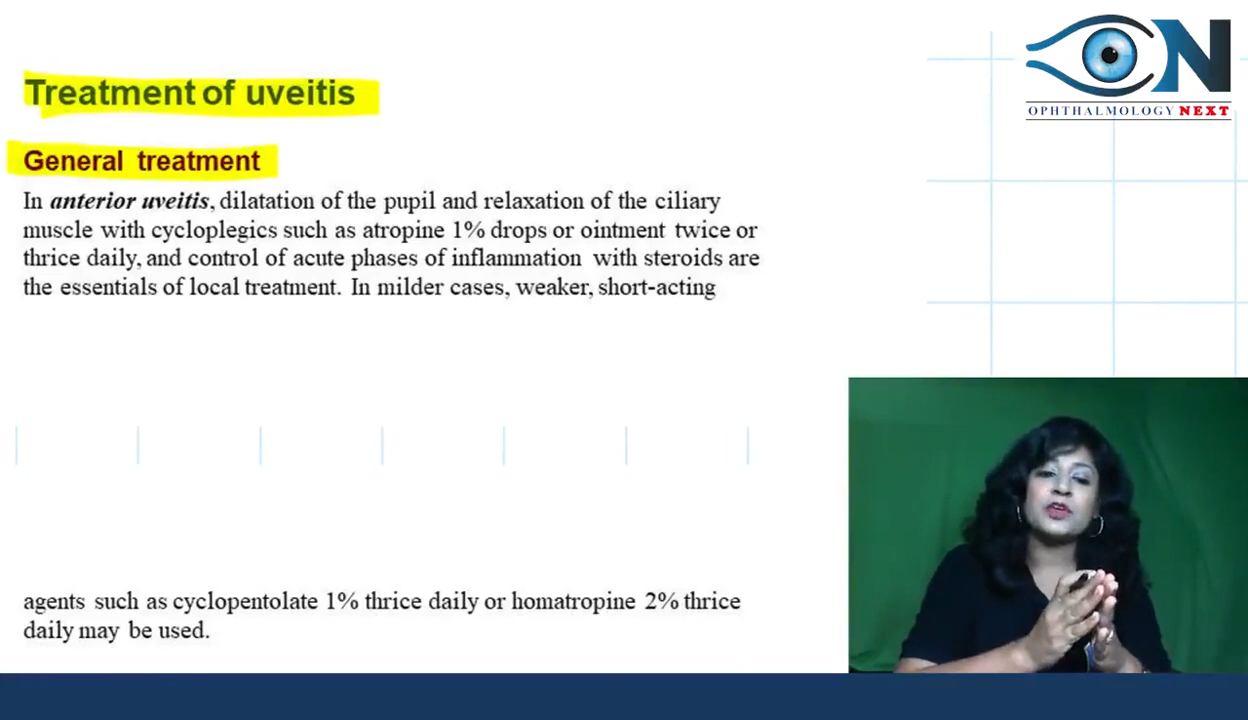 Treatment of uveitis
General treatment
In anterior uveitis, dilatation of the pupil and relaxation of the ciliary
muscle with cycloplegics such as atropine 1% drops or ointment twice or
thrice daily, and control of acute phases of inflammation with steroids are
the essentials of local treatment. In milder cases, weaker, short-acting
agents such as cyclopentolate 1% thrice daily or homatropine 2% thrice
daily may be used.
ON
OPHTHALMOLOGY NEXT